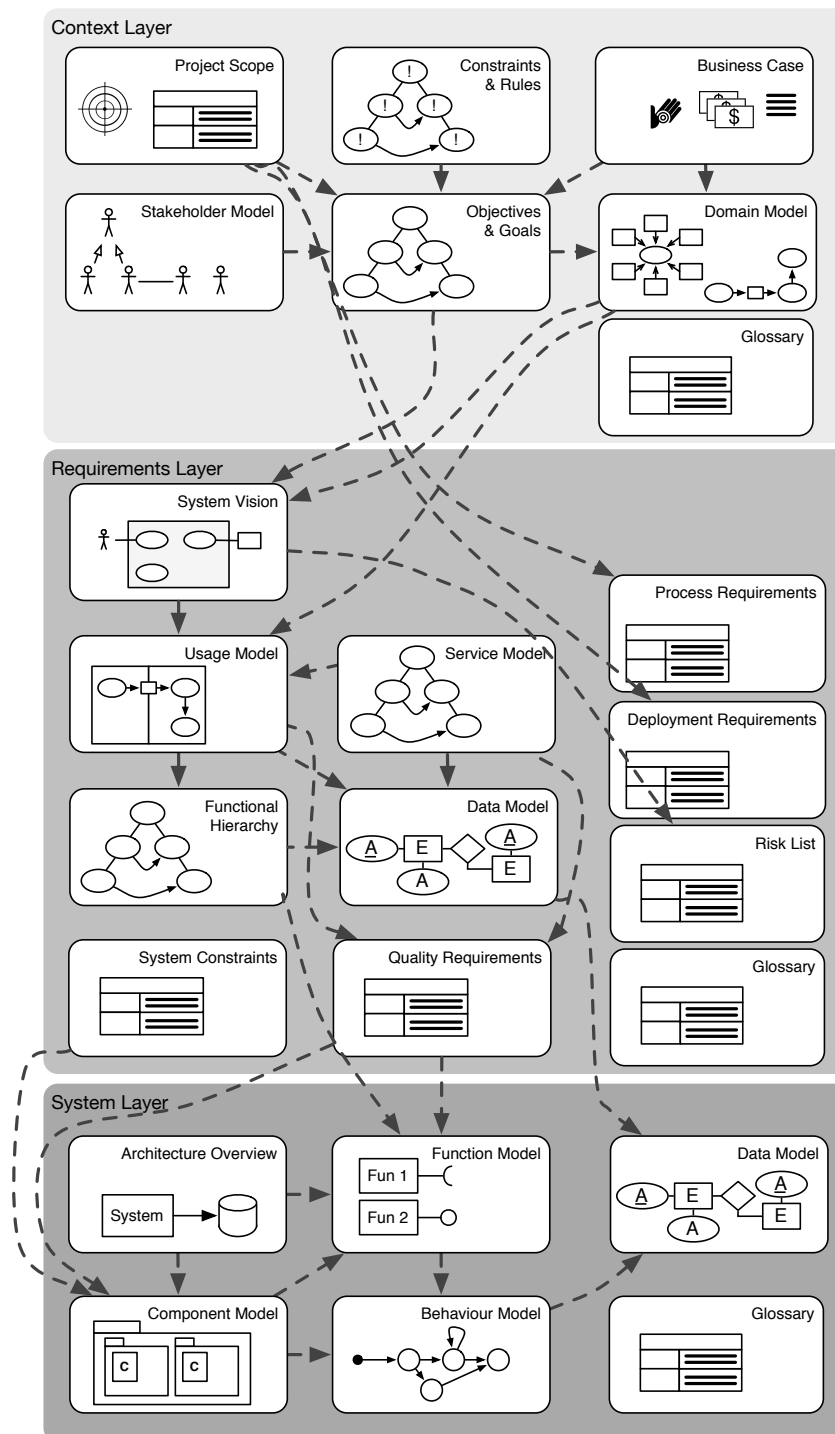 Context Layer
Project Scope
Constraints
& Rules
!
! !
! !
Business Case
$ $
$
Stakeholder Model
Objectives
& Goals
Domain Model
Glossary
Requirements Layer
System Vision
Process Requirements
Usage Model
Service Model
Deployment Requirements
Functional
Hierarchy
Data Model
A E A
A E
Risk List
System Constraints
Quality Requirements
Glossary
System Layer
Architecture Overview
System
Function Model
Fun 1
Fun 2
Data Model
A E A
A E
Component Model
C C
Behaviour Model
Glossary